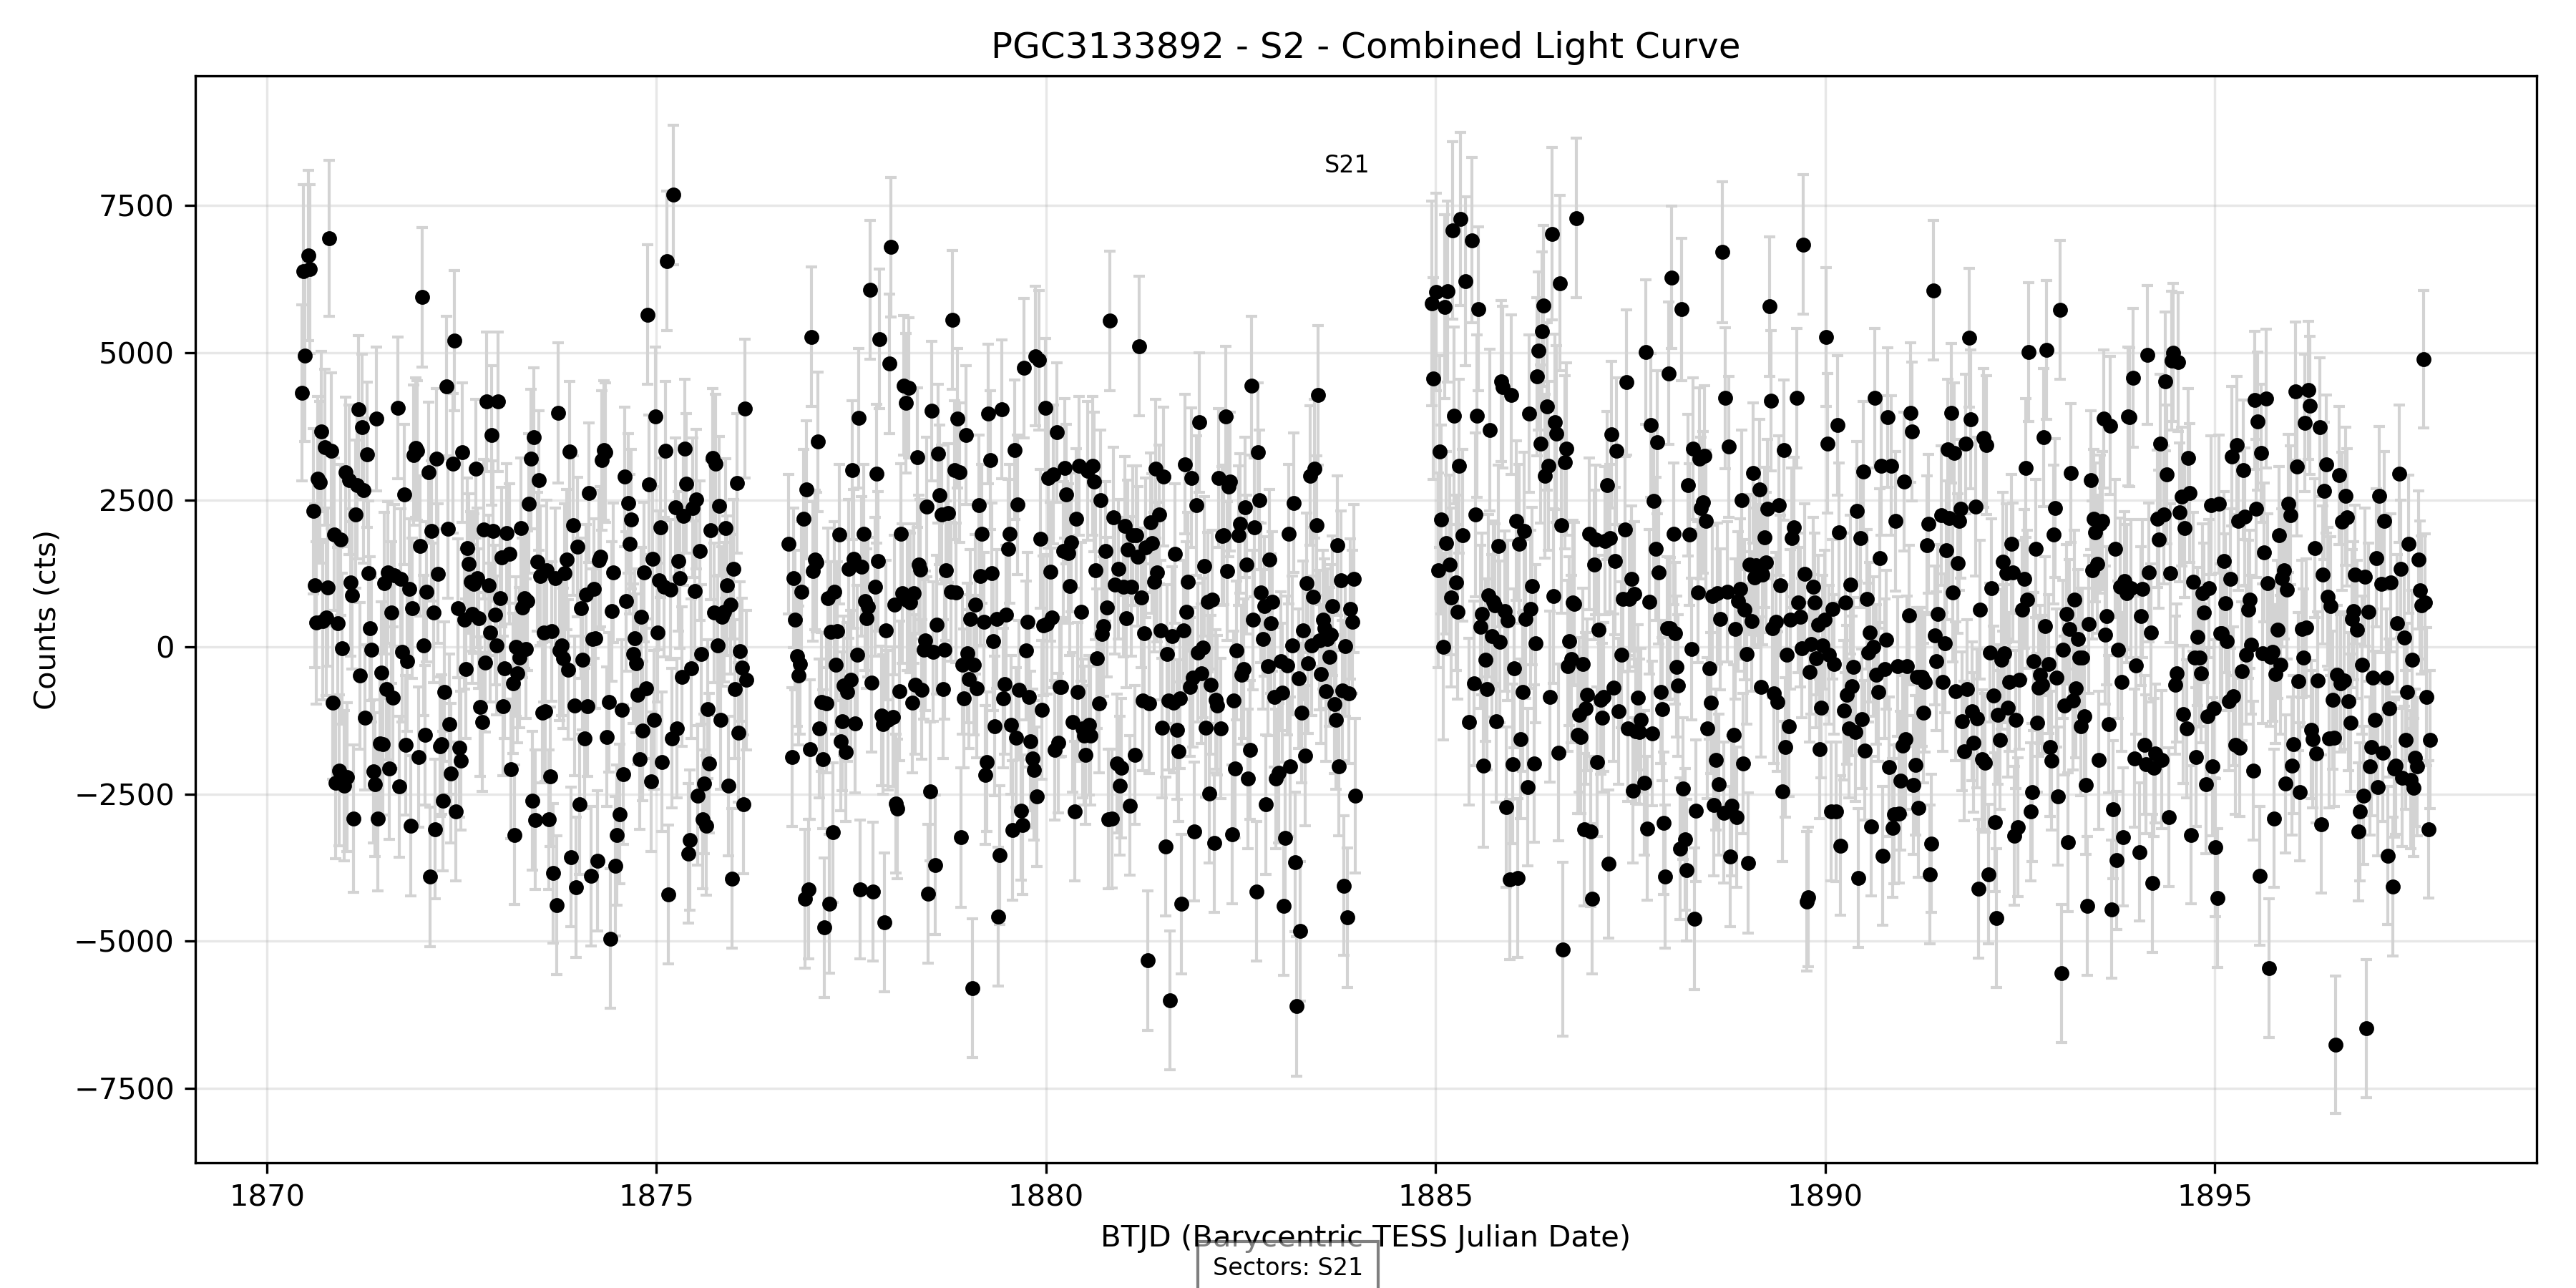 PGC3133892 - S2 - Combined Light Curve
S21
7500
5000
2500
0
−2500
−5000
−7500
Counts (cts)
1870 1875 1880 1885 1890 1895
BTJD (Barycentric TESS Julian Date)
Sectors: S21